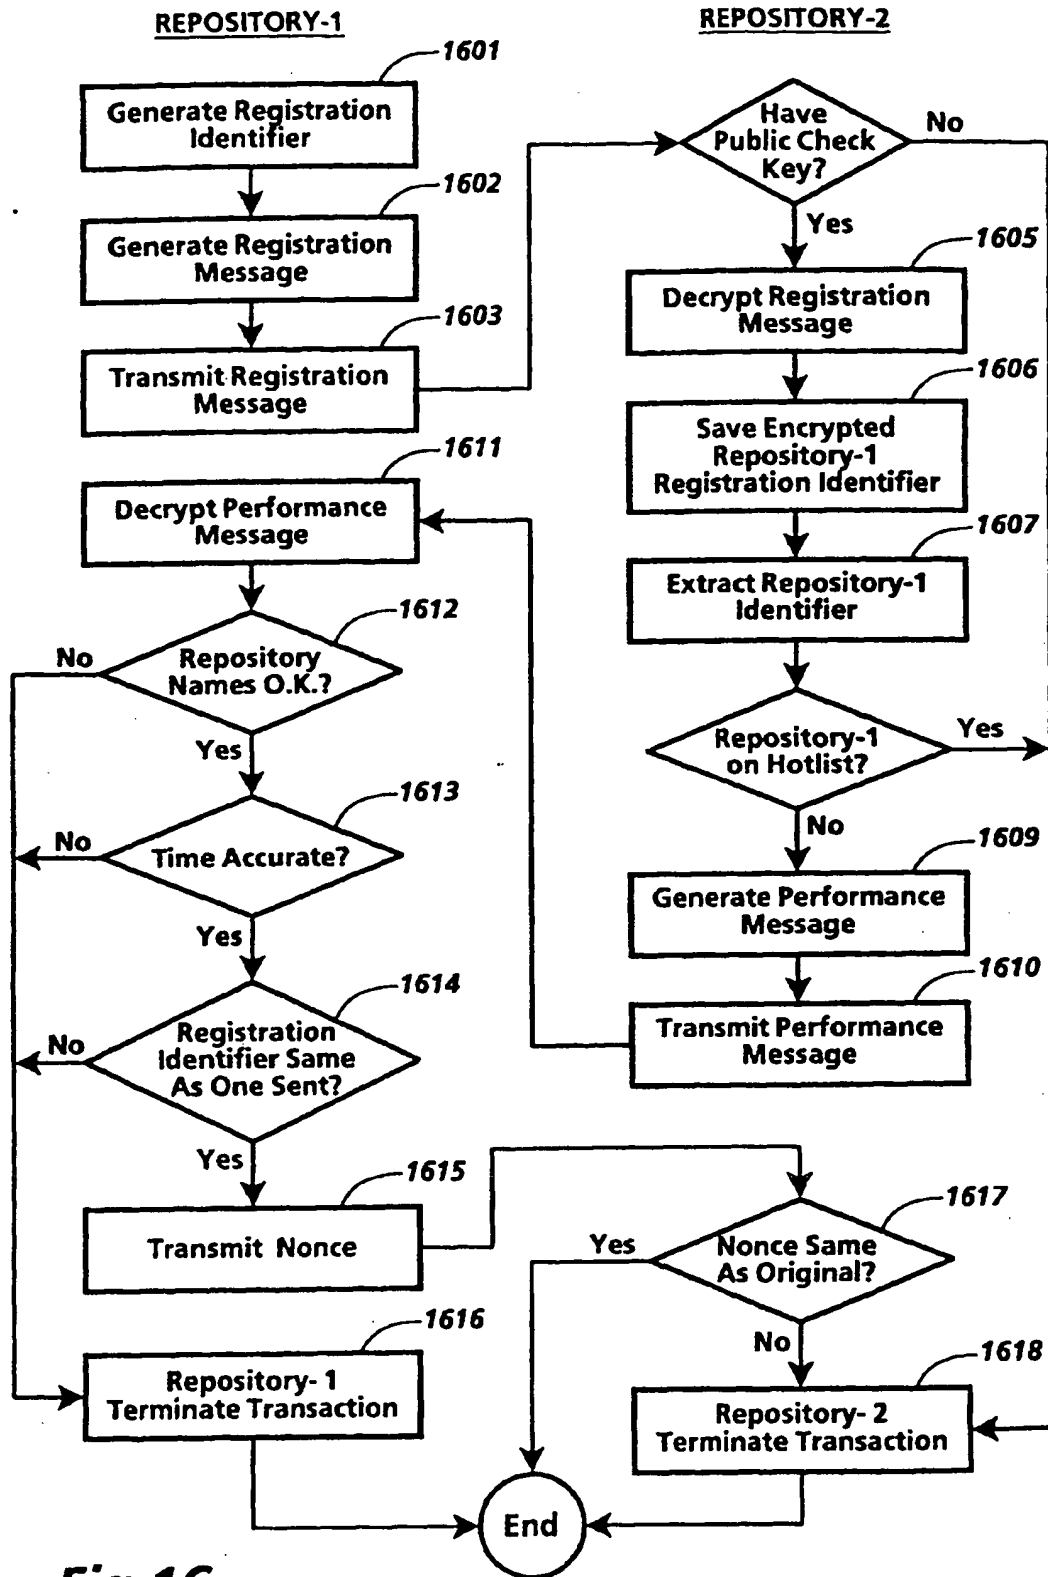 REPOSITORY-1
1601
Generate Registration
Identifier
1602
Generate Registration
Message
1603
Transmit Registration
Message
1611
Decrypt Performance
Message
1612
Repository
Names O.K.?
No
Yes
1613
Time Accurate?
No
Yes
1614
Registration
Identifier Same
As One Sent?
No
Yes
1615
Transmit Nonce
1616
Repository- 1
Terminate Transaction
REPOSITORY-2
Have
Public Check
Key?
No
Yes
1605
Decrypt Registration
Message
1606
Save Encrypted
Repository-1
Registration Identifier
1607
Extract Repository-1
Identifier
Repository-1
on Hotlist?
Yes
No
1609
Generate Performance
Message
1610
Transmit Performance
Message
1617
Nonce Same
As Original?
Yes
No
1618
Repository- 2
Terminate Transaction
End
Fig.16